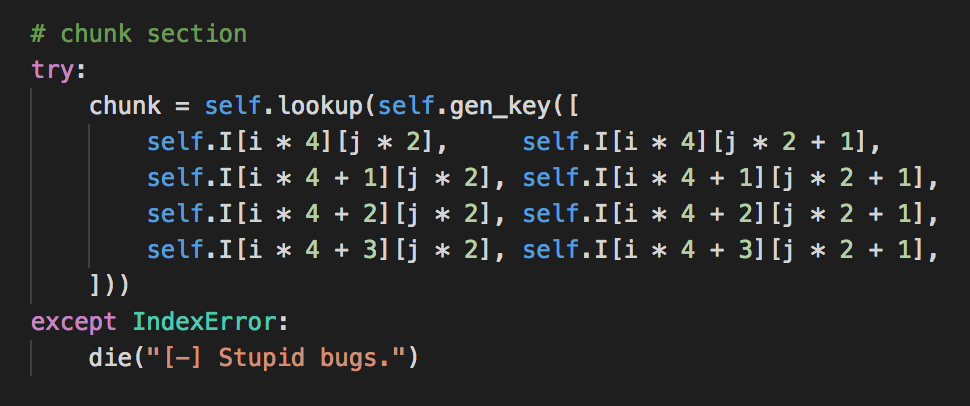 # chunk section
try:
    chunk = self.lookup(self.gen_key([
        self.I[i * 4][j * 2],     self.I[i * 4][j * 2 + 1],
        self.I[i * 4 + 1][j * 2], self.I[i * 4 + 1][j * 2 + 1],
        self.I[i * 4 + 2][j * 2], self.I[i * 4 + 2][j * 2 + 1],
        self.I[i * 4 + 3][j * 2], self.I[i * 4 + 3][j * 2 + 1],
    ]))
except IndexError:
    die("[-] Stupid bugs.")